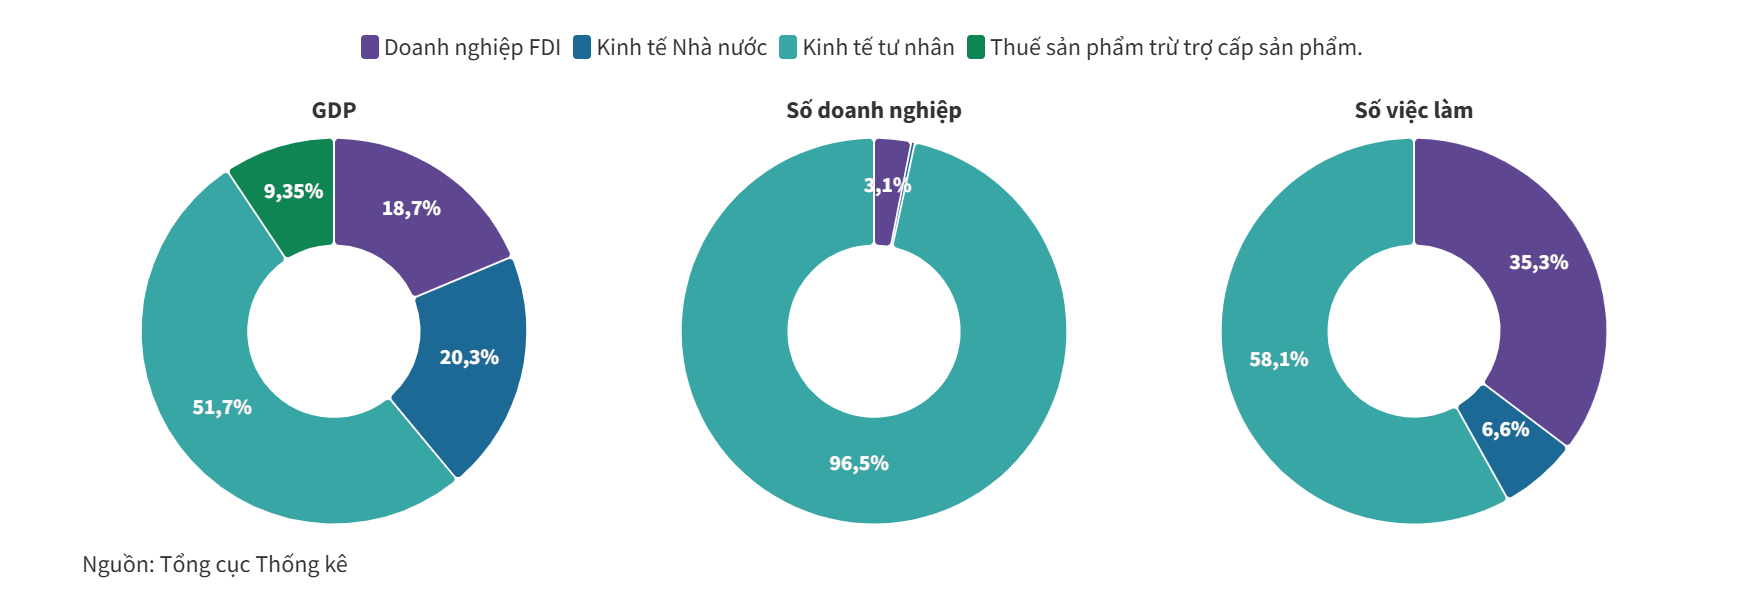 Doanh nghiệp FDI Kinh tế Nhà nước Kinh tế tư nhân Thuế sản phẩm trừ trợ cấp sản phẩm.
GDP
9,35%
18,7%
20,3%
51,7%
Số doanh nghiệp
3,1%
96,5%
Số việc làm
35,3%
58,1%
6,6%
Nguồn: Tổng cục Thống kê